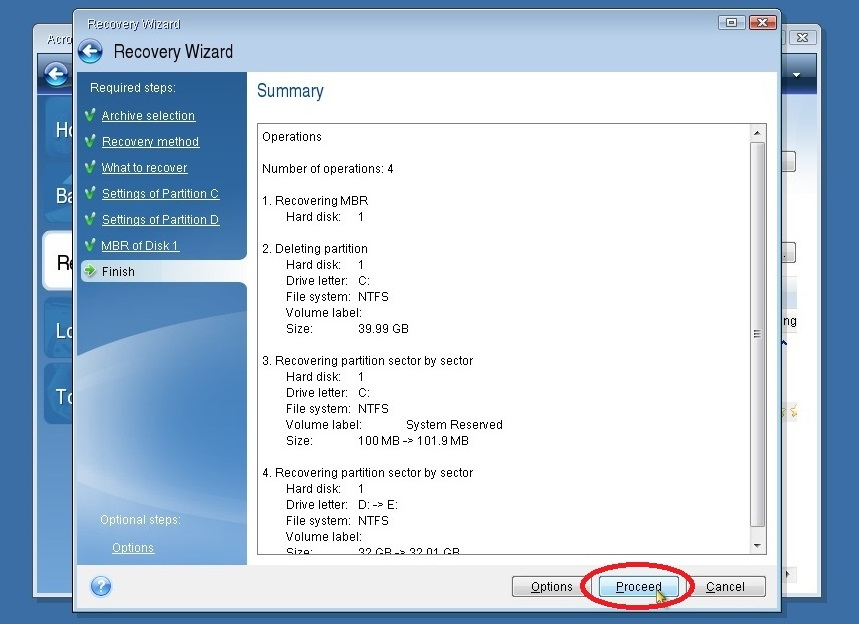 Recovery Wizard
Acro
Recovery Wizard
Required steps:
Archive selection
Recovery method
What to recover
Settings of Partition C
Settings of Partition D
MBR of Disk 1
Finish
Optional steps:
Options
Summary
Operations
Number of operations: 4
1. Recovering MBR
Hard disk: 1
2. Deleting partition
Hard disk: 1
Drive letter: C:
File system: NTFS
Volume label:
Size: 39.99 GB
3. Recovering partition sector by sector
Hard disk: 1
Drive letter: C:
File system: NTFS
Volume label: System Reserved
Size: 100 MB -> 101.9 MB
4. Recovering partition sector by sector
Hard disk: 1
Drive letter: D: -> E:
File system: NTFS
Volume label:
Size: 32 GB -> 32.01 GB
Options
Proceed
Cancel
Ho
Ba
Re
Lo
To
ng